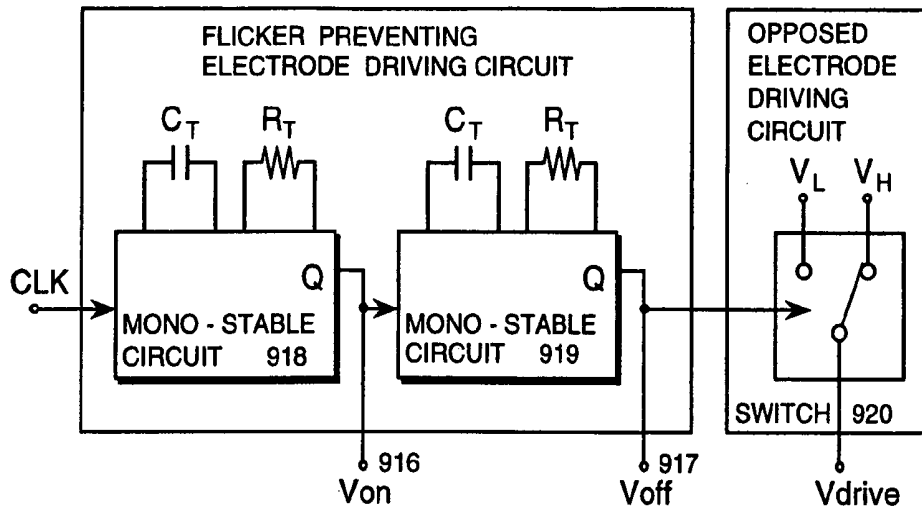 FLICKER PREVENTING
ELECTRODE DRIVING CIRCUIT
OPPOSED
ELECTRODE
DRIVING
CIRCUIT
C_T
R_T
C_T
R_T
V_L
V_H
CLK
Q
MONO - STABLE
CIRCUIT 918
Q
MONO - STABLE
CIRCUIT 919
SWITCH 920
916
Von
917
Voff
Vdrive